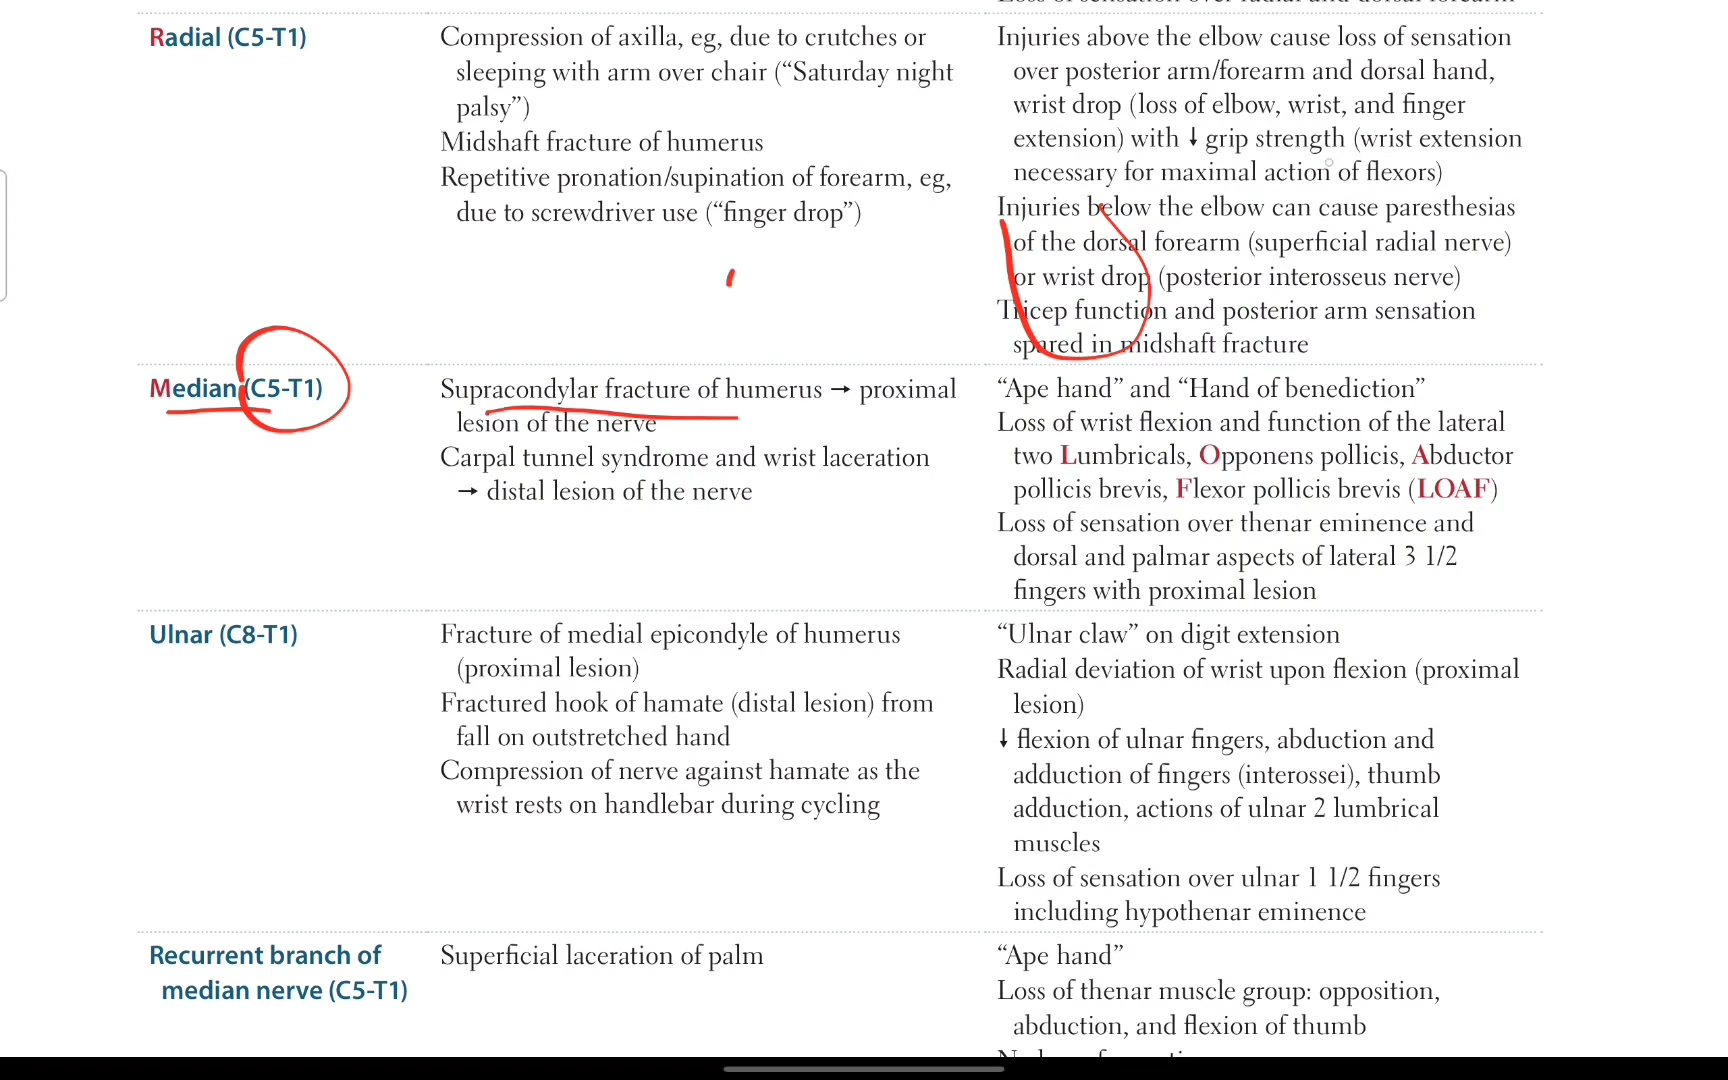 Radial (C5-T1)
Compression of axilla, eg, due to crutches or
sleeping with arm over chair (“Saturday night
palsy”)
Midshaft fracture of humerus
Repetitive pronation/supination of forearm, eg,
due to screwdriver use (“finger drop”)
Injuries above the elbow cause loss of sensation
over posterior arm/forearm and dorsal hand,
wrist drop (loss of elbow, wrist, and finger
extension) with ↓ grip strength (wrist extension
necessary for maximal action of flexors)
Injuries below the elbow can cause paresthesias
of the dorsal forearm (superficial radial nerve)
or wrist drop (posterior interosseus nerve)
Tricep function and posterior arm sensation
spared in midshaft fracture
Median (C5-T1)
Supracondylar fracture of humerus → proximal
lesion of the nerve
Carpal tunnel syndrome and wrist laceration
→ distal lesion of the nerve
“Ape hand” and “Hand of benediction”
Loss of wrist flexion and function of the lateral
two Lumbricals, Opponens pollicis, Abductor
pollicis brevis, Flexor pollicis brevis (LOAF)
Loss of sensation over thenar eminence and
dorsal and palmar aspects of lateral 3 1/2
fingers with proximal lesion
Ulnar (C8-T1)
Fracture of medial epicondyle of humerus
(proximal lesion)
Fractured hook of hamate (distal lesion) from
fall on outstretched hand
Compression of nerve against hamate as the
wrist rests on handlebar during cycling
“Ulnar claw” on digit extension
Radial deviation of wrist upon flexion (proximal
lesion)
↓ flexion of ulnar fingers, abduction and
adduction of fingers (interossei), thumb
adduction, actions of ulnar 2 lumbrical
muscles
Loss of sensation over ulnar 1 1/2 fingers
including hypothenar eminence
Recurrent branch of
median nerve (C5-T1)
Superficial laceration of palm
“Ape hand”
Loss of thenar muscle group: opposition,
abduction, and flexion of thumb